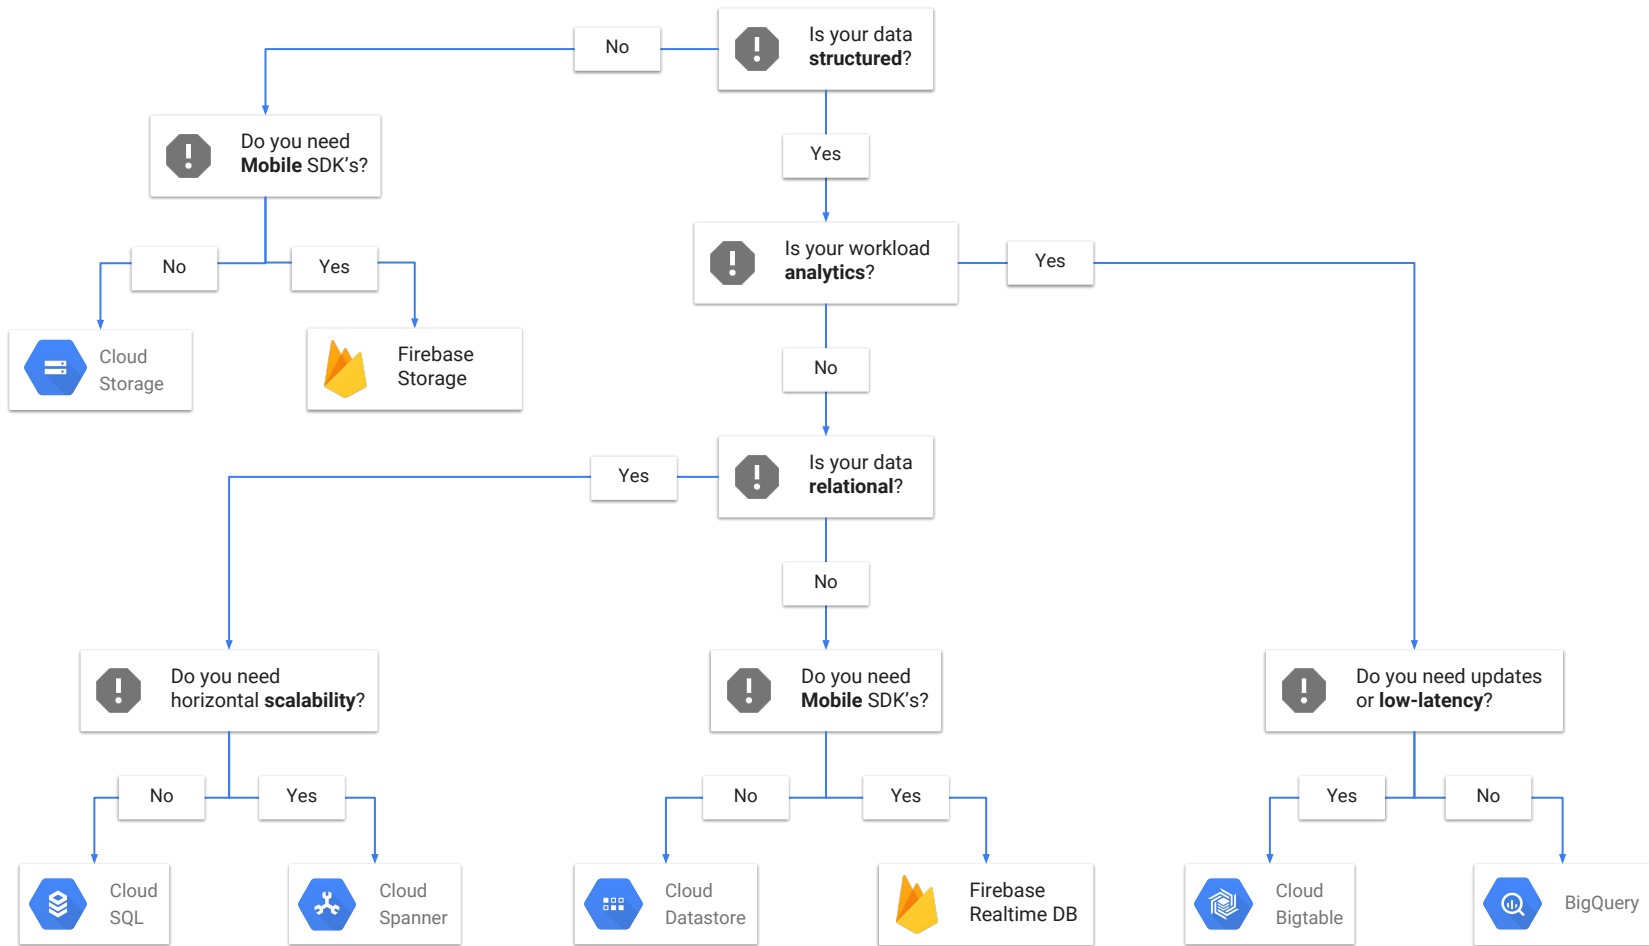 Is your data
structured?
No
Do you need
Mobile SDK's?
Yes
No
Yes
Cloud
Storage
Firebase
Storage
Is your workload
analytics?
Yes
No
Is your data
relational?
Yes
No
Do you need
horizontal scalability?
Do you need
Mobile SDK's?
Do you need updates
or low-latency?
No
Yes
No
Yes
Yes
No
Cloud
SQL
Cloud
Spanner
Cloud
Datastore
Firebase
Realtime DB
Cloud
Bigtable
BigQuery